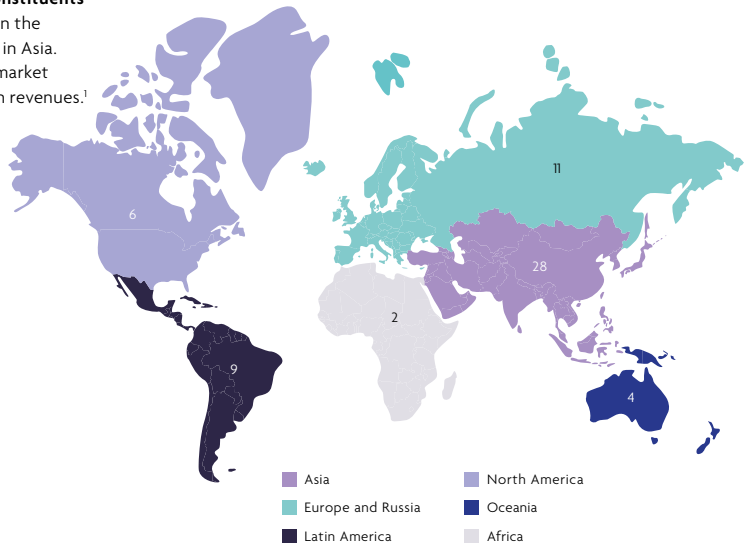 nstituents
n the
in Asia.
market
n revenues.¹
11
6
28
2
9
4
Asia
North America
Europe and Russia
Oceania
Latin America
Africa